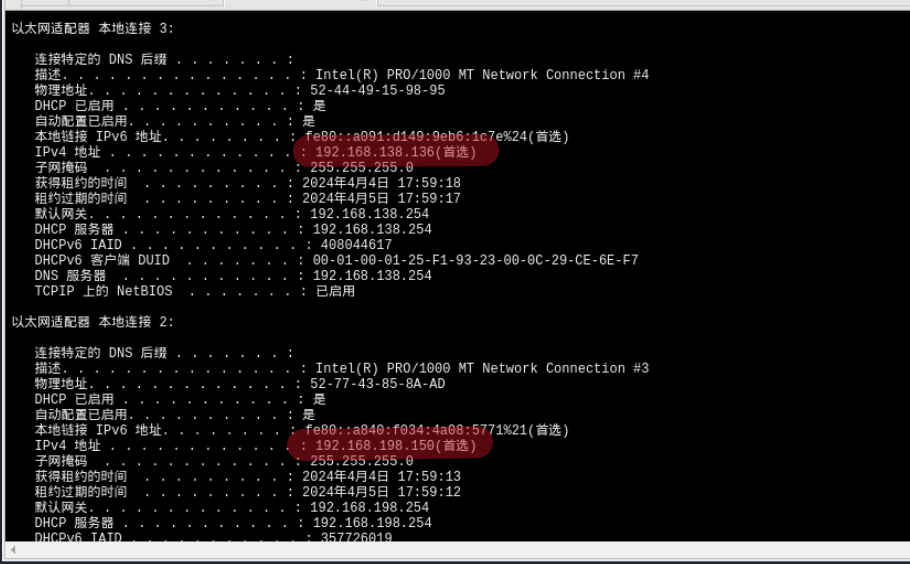 以太网适配器 本地连接 3:
连接特定的 DNS 后缀 . . . . . . . :
描述. . . . . . . . . . . . . . . : Intel(R) PRO/1000 MT Network Connection #4
物理地址. . . . . . . . . . . . . : 52-44-49-15-98-95
DHCP 已启用 . . . . . . . . . . . : 是
自动配置已启用. . . . . . . . . . : 是
本地链接 IPv6 地址. . . . . . . . : fe80::a091:d149:9eb6:1c7e%24(首选)
IPv4 地址 . . . . . . . . . . . . : 192.168.138.136(首选)
子网掩码 . . . . . . . . . . . . : 255.255.255.0
获得租约的时间 . . . . . . . . . : 2024年4月4日 17:59:18
租约过期的时间 . . . . . . . . . : 2024年4月5日 17:59:17
默认网关. . . . . . . . . . . . . : 192.168.138.254
DHCP 服务器 . . . . . . . . . . . : 192.168.138.254
DHCPv6 IAID . . . . . . . . . . . : 408044617
DHCPv6 客户端 DUID . . . . . . . : 00-01-00-01-25-F1-93-23-00-0C-29-CE-6E-F7
DNS 服务器 . . . . . . . . . . . : 192.168.138.254
TCPIP 上的 NetBIOS . . . . . . . : 已启用
以太网适配器 本地连接 2:
连接特定的 DNS 后缀 . . . . . . . :
描述. . . . . . . . . . . . . . . : Intel(R) PRO/1000 MT Network Connection #3
物理地址. . . . . . . . . . . . . : 52-77-43-85-8A-AD
DHCP 已启用 . . . . . . . . . . . : 是
自动配置已启用. . . . . . . . . . : 是
本地链接 IPv6 地址. . . . . . . . : fe80::a840:f034:4a08:5771%21(首选)
IPv4 地址 . . . . . . . . . . . . : 192.168.198.150(首选)
子网掩码 . . . . . . . . . . . . : 255.255.255.0
获得租约的时间 . . . . . . . . . : 2024年4月4日 17:59:13
租约过期的时间 . . . . . . . . . : 2024年4月5日 17:59:12
默认网关. . . . . . . . . . . . . : 192.168.198.254
DHCP 服务器 . . . . . . . . . . . : 192.168.198.254
DHCPv6 IAID . . . . . . . . . . . : 357726019